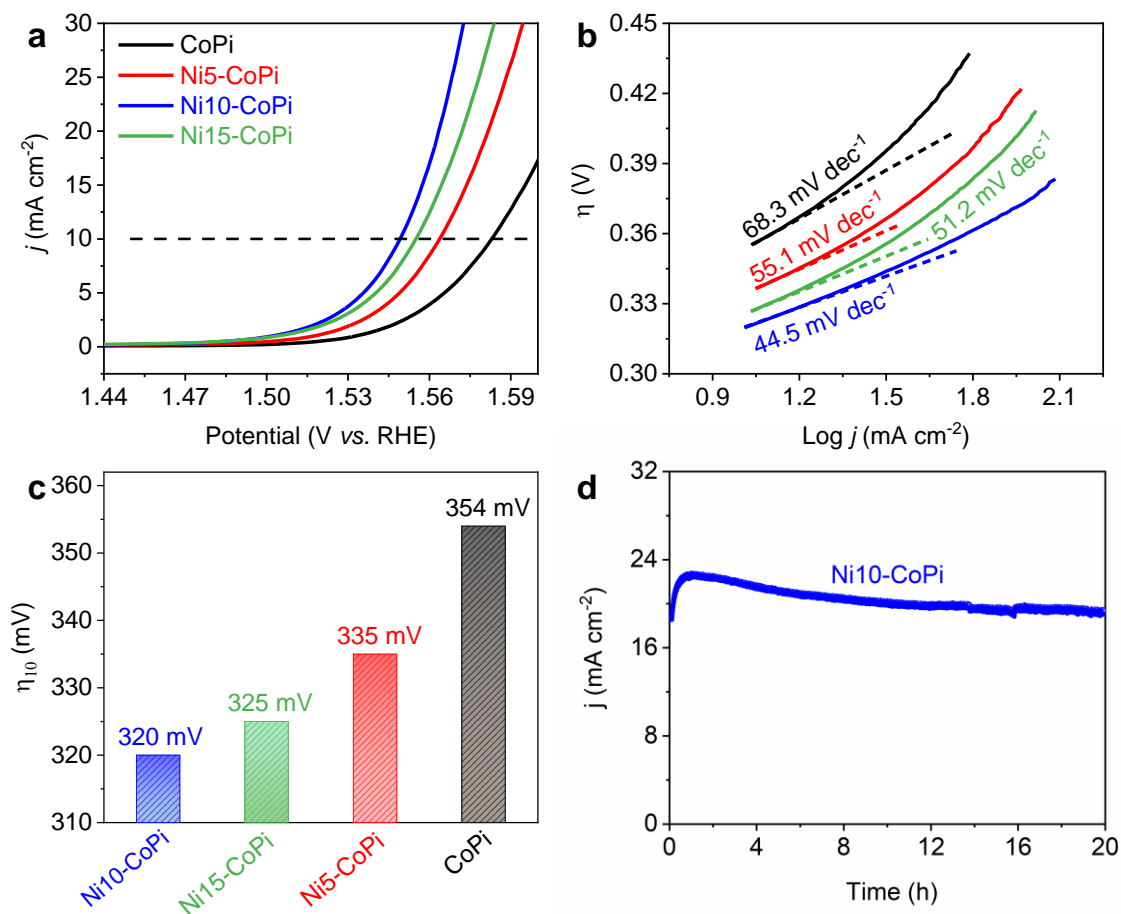 a
CoPi
Ni5-CoPi
Ni10-CoPi
Ni15-CoPi
30
25
20
15
10
5
0
j (mA cm-2)
1.44 1.47 1.50 1.53 1.56 1.59
Potential (V vs. RHE)
b
0.45
0.42
0.39
0.36
0.33
0.30
η (V)
68.3 mV dec-1
55.1 mV dec-1
51.2 mV dec-1
44.5 mV dec-1
0.9 1.2 1.5 1.8 2.1
Log j (mA cm-2)
c
360
350
340
330
320
310
η10 (mV)
320 mV
325 mV
335 mV
354 mV
Ni10-CoPi
Ni15-CoPi
Ni5-CoPi
CoPi
d
32
24
16
8
0
j (mA cm-2)
Ni10-CoPi
0 4 8 12 16 20
Time (h)